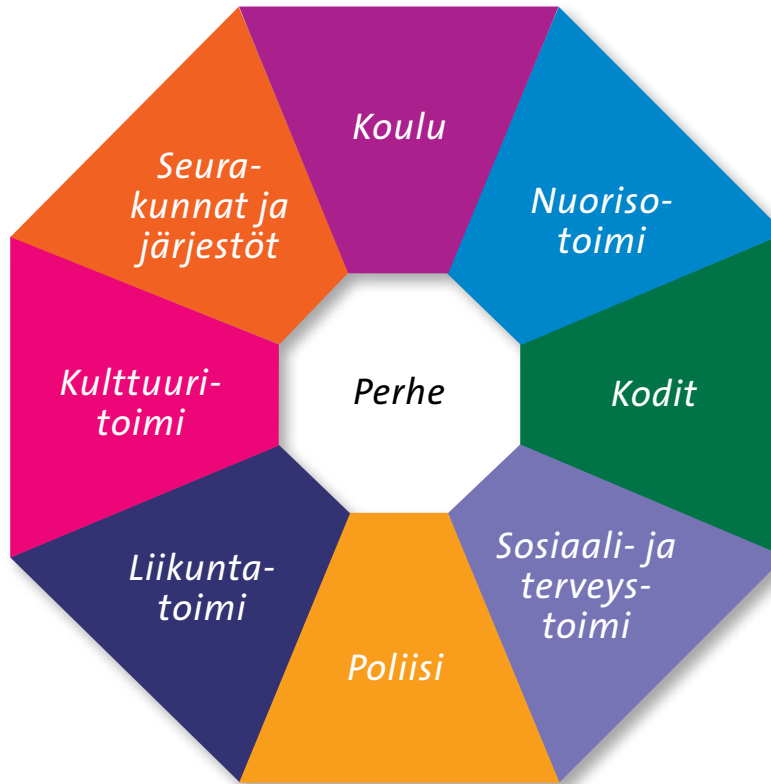 Koulu
Nuoriso-
toimi
Kodit
Sosiaali- ja
terveys-
toimi
Poliisi
Liikunta-
toimi
Kulttuuri-
toimi
Seura-
kunnat ja
järjestöt
Perhe